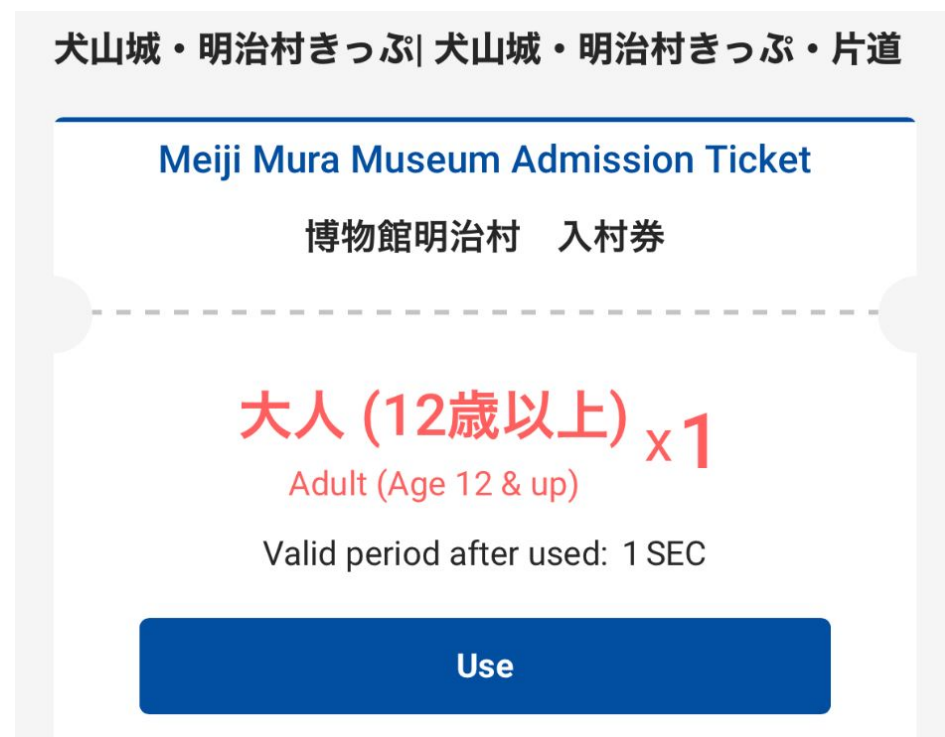 犬山城・明治村きっぷ| 犬山城・明治村きっぷ・片道
Meiji Mura Museum Admission Ticket
博物館明治村　入村券
大人 (12歳以上) x 1
Adult (Age 12 & up)
Valid period after used: 1 SEC
Use